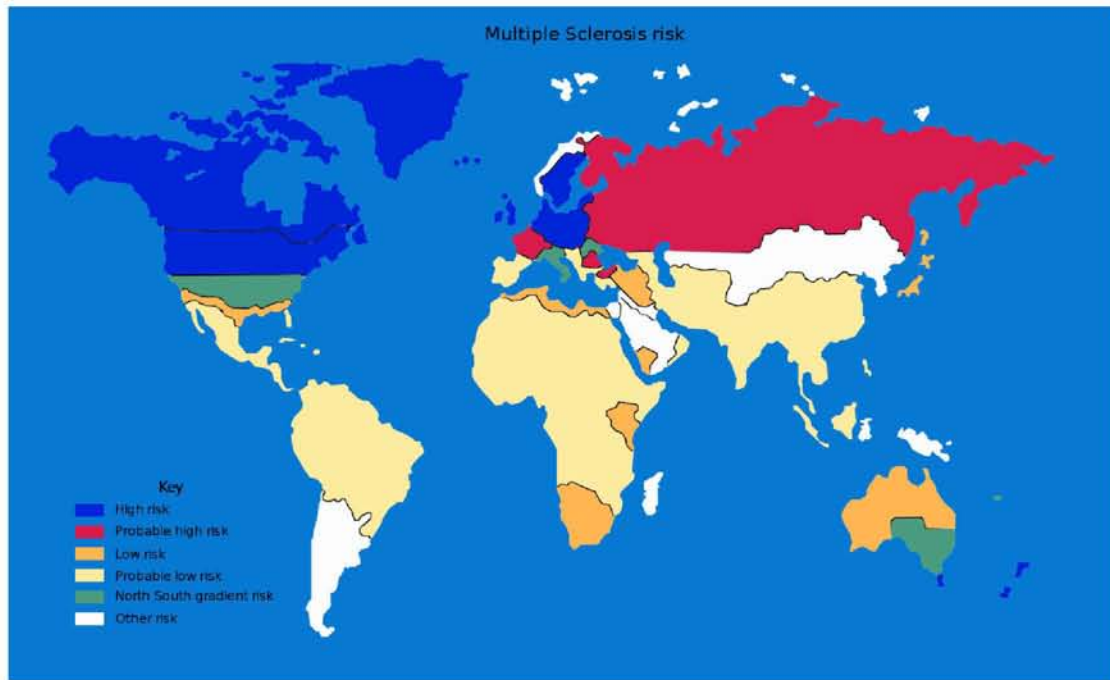 Multiple Sclerosis risk
Key
High risk
Probable high risk
Low risk
Probable low risk
North South gradient risk
Other risk